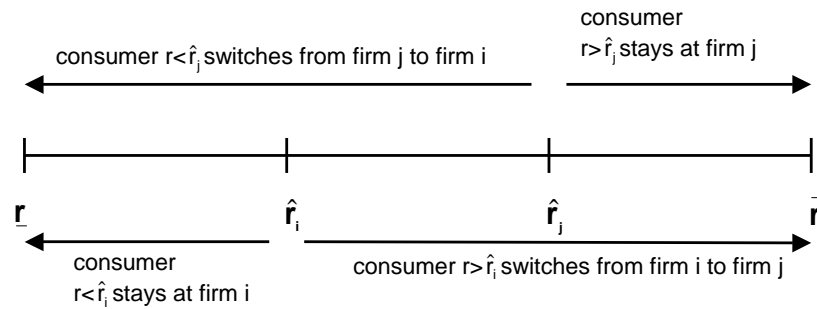 consumer
consumer r<r̂ⱼ switches from firm j to firm i
r>r̂ⱼ stays at firm j
r̲ r̂ᵢ r̂ⱼ r̄
consumer
consumer r>r̂ᵢ switches from firm i to firm j
r<r̂ᵢ stays at firm i